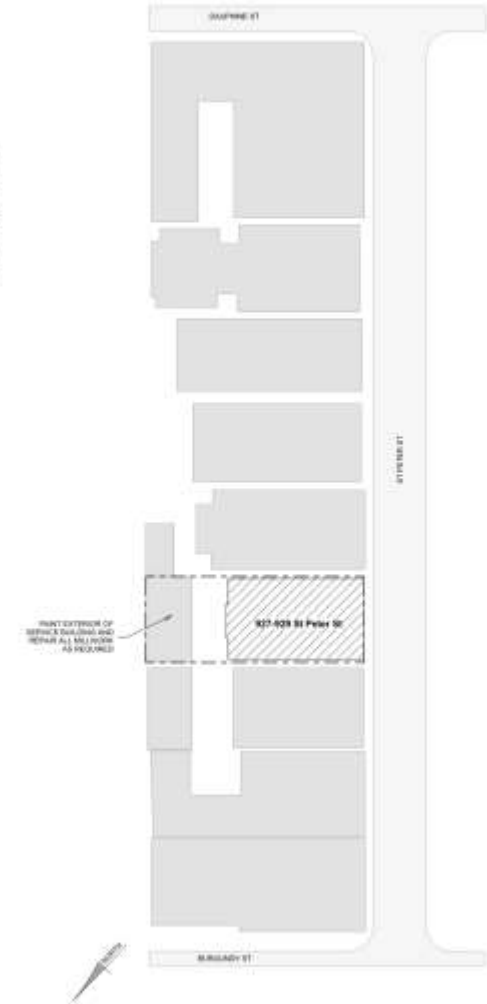 DAUPHINE ST
ST PETER ST
927-929 St Peter St
PAINT EXTERIOR OF
SERVICE BUILDING AND
REPAIR ALL MILLWORK
AS REQUIRED
NORTH
BURGUNDY ST